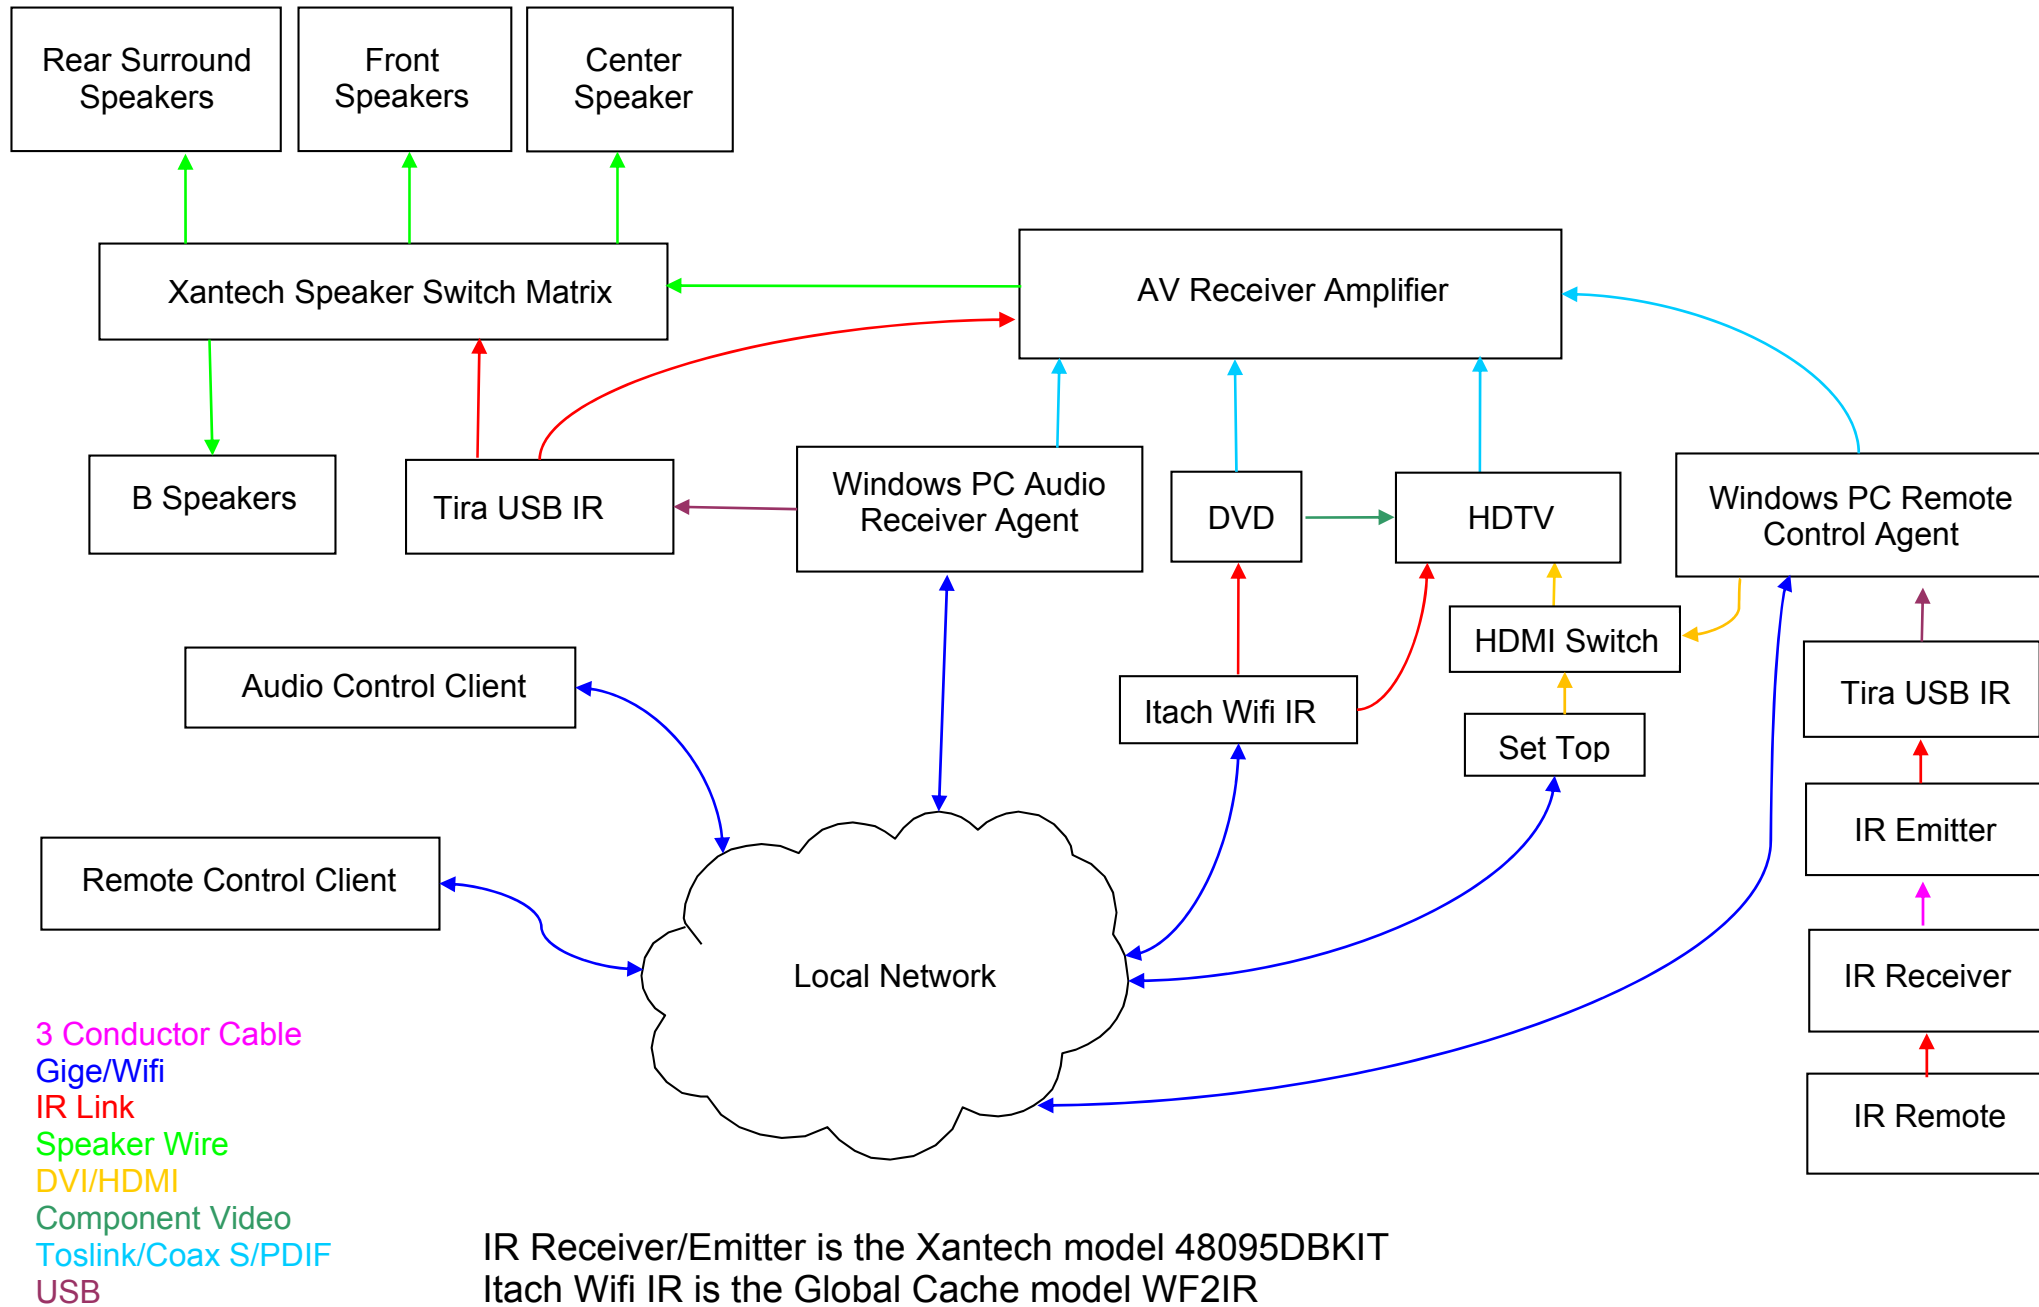 Rear Surround
Speakers
Front
Speakers
Center
Speaker
Xantech Speaker Switch Matrix
AV Receiver Amplifier
B Speakers
Tira USB IR
Windows PC Audio
Receiver Agent
DVD
HDTV
Windows PC Remote
Control Agent
HDMI Switch
Audio Control Client
Itach Wifi IR
Set Top
Tira USB IR
IR Emitter
Remote Control Client
Local Network
IR Receiver
IR Remote
3 Conductor Cable
Gige/Wifi
IR Link
Speaker Wire
DVI/HDMI
Component Video
Toslink/Coax S/PDIF
USB
IR Receiver/Emitter is the Xantech model 48095DBKIT
Itach Wifi IR is the Global Cache model WF2IR